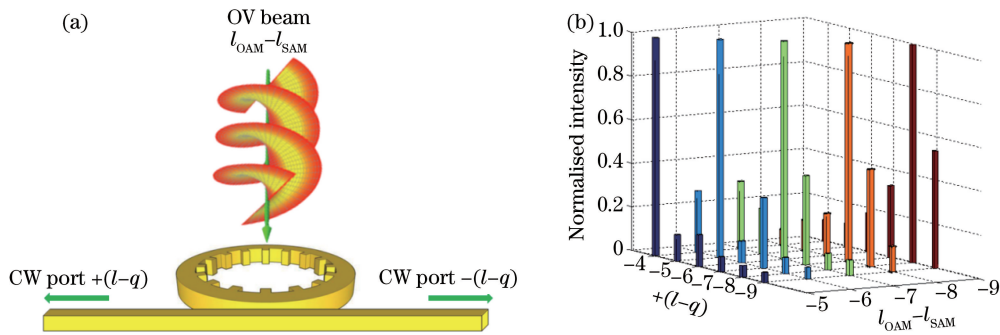 (a)
OV beam
l_OAM−l_SAM
CW port +(l−q)
CW port −(l−q)
(b)
Normalised intensity
1.0
0.8
0.6
0.4
0.2
0
−4
−5
−6
−7
−8
−9
+(l−q)
−5
−6
−7
−8
−9
l_OAM−l_SAM